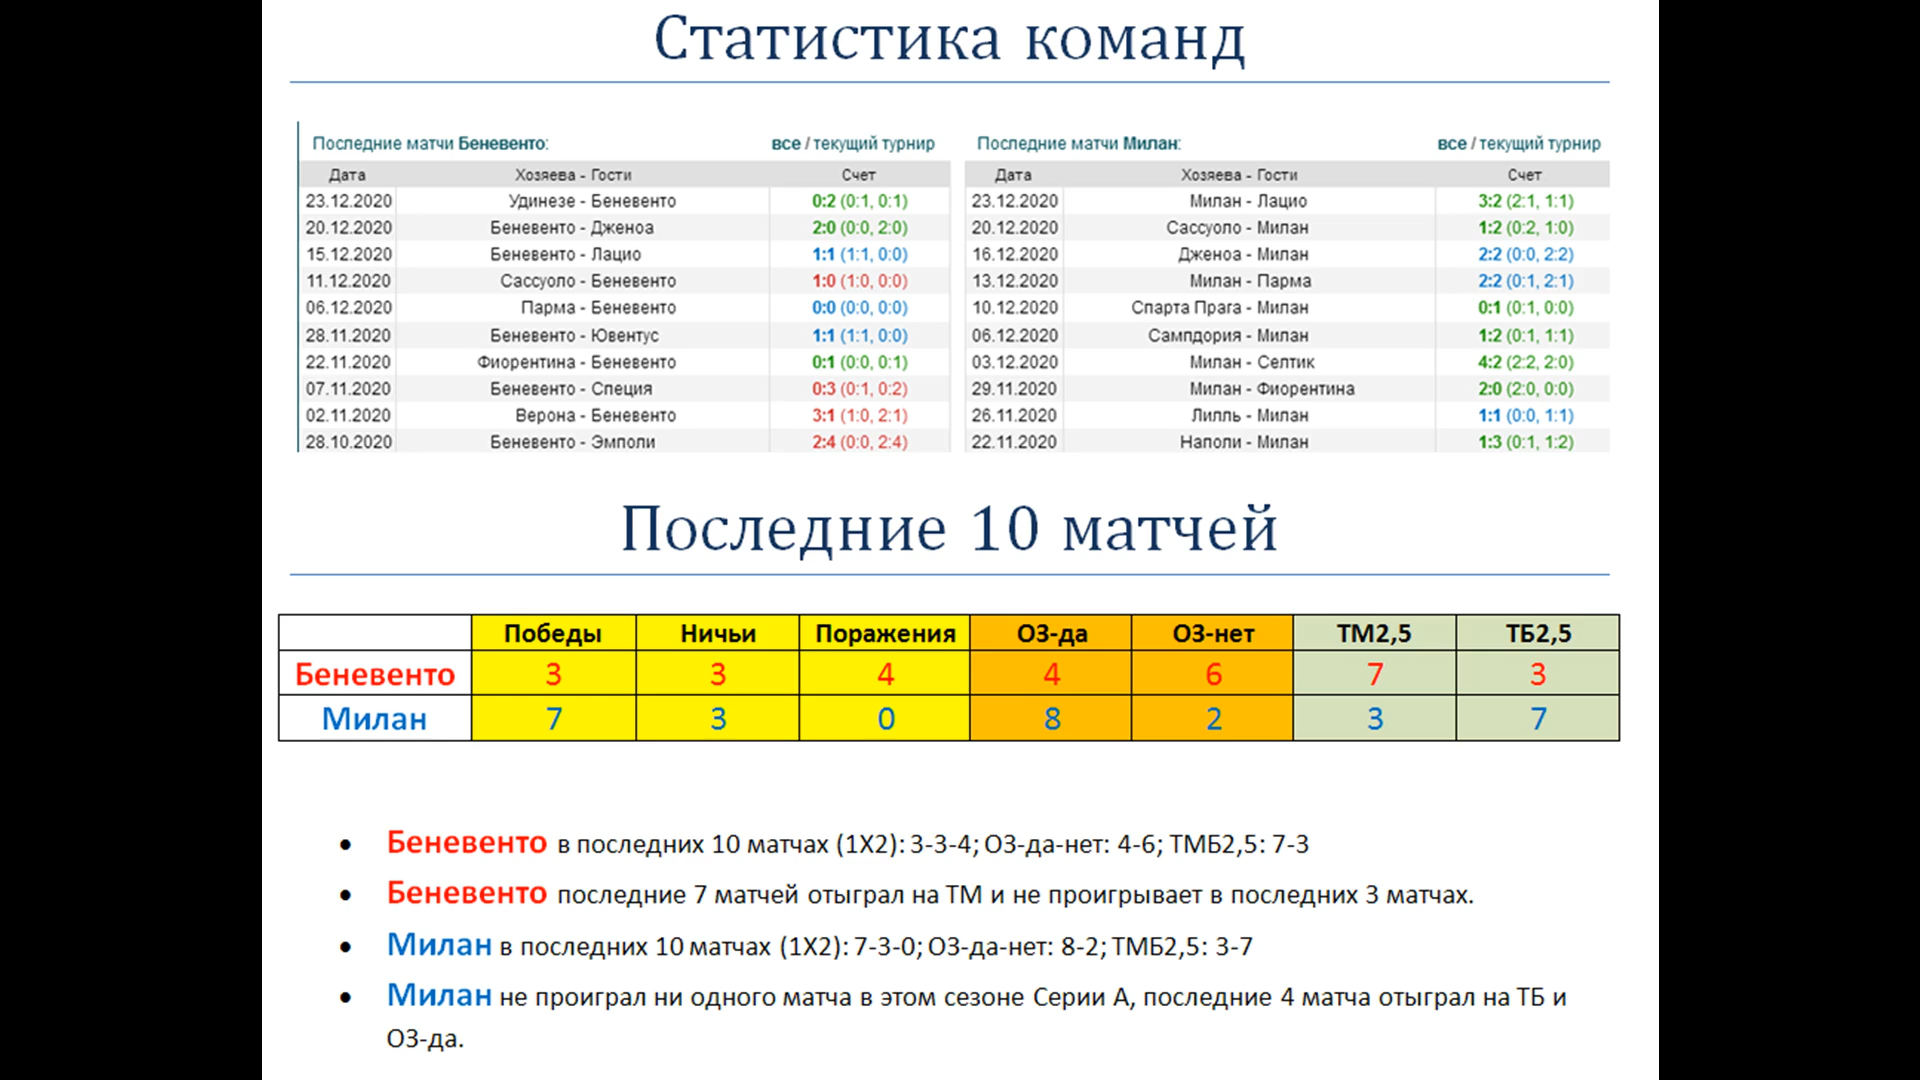 Статистика команд
Последние матчи Беневенто: все / текущий турнир
Дата Хозяева - Гости Счет
23.12.2020 Удинезе - Беневенто 0:2 (0:1, 0:1)
20.12.2020 Беневенто - Дженоа 2:0 (0:0, 2:0)
15.12.2020 Беневенто - Лацио 1:1 (1:1, 0:0)
11.12.2020 Сассуоло - Беневенто 1:0 (1:0, 0:0)
06.12.2020 Парма - Беневенто 0:0 (0:0, 0:0)
28.11.2020 Беневенто - Ювентус 1:1 (1:1, 0:0)
22.11.2020 Фиорентина - Беневенто 0:1 (0:0, 0:1)
07.11.2020 Беневенто - Специя 0:3 (0:1, 0:2)
02.11.2020 Верона - Беневенто 3:1 (1:0, 2:1)
28.10.2020 Беневенто - Эмполи 2:4 (0:0, 2:4)
Последние матчи Милан: все / текущий турнир
Дата Хозяева - Гости Счет
23.12.2020 Милан - Лацио 3:2 (2:1, 1:1)
20.12.2020 Сассуоло - Милан 1:2 (0:2, 1:0)
16.12.2020 Дженоа - Милан 2:2 (0:0, 2:2)
13.12.2020 Милан - Парма 2:2 (0:1, 2:1)
10.12.2020 Спарта Прага - Милан 0:1 (0:1, 0:0)
06.12.2020 Сампдория - Милан 1:2 (0:1, 1:1)
03.12.2020 Милан - Селтик 4:2 (2:2, 2:0)
29.11.2020 Милан - Фиорентина 2:0 (2:0, 0:0)
26.11.2020 Лилль - Милан 1:1 (0:0, 1:1)
22.11.2020 Наполи - Милан 1:3 (0:1, 1:2)
Последние 10 матчей
Победы Ничьи Поражения ОЗ-да ОЗ-нет ТМ2,5 ТБ2,5
Беневенто 3 3 4 4 6 7 3
Милан 7 3 0 8 2 3 7
• Беневенто в последних 10 матчах (1Х2): 3-3-4; ОЗ-да-нет: 4-6; ТМБ2,5: 7-3
• Беневенто последние 7 матчей отыграл на ТМ и не проигрывает в последних 3 матчах.
• Милан в последних 10 матчах (1Х2): 7-3-0; ОЗ-да-нет: 8-2; ТМБ2,5: 3-7
• Милан не проиграл ни одного матча в этом сезоне Серии А, последние 4 матча отыграл на ТБ и
ОЗ-да.